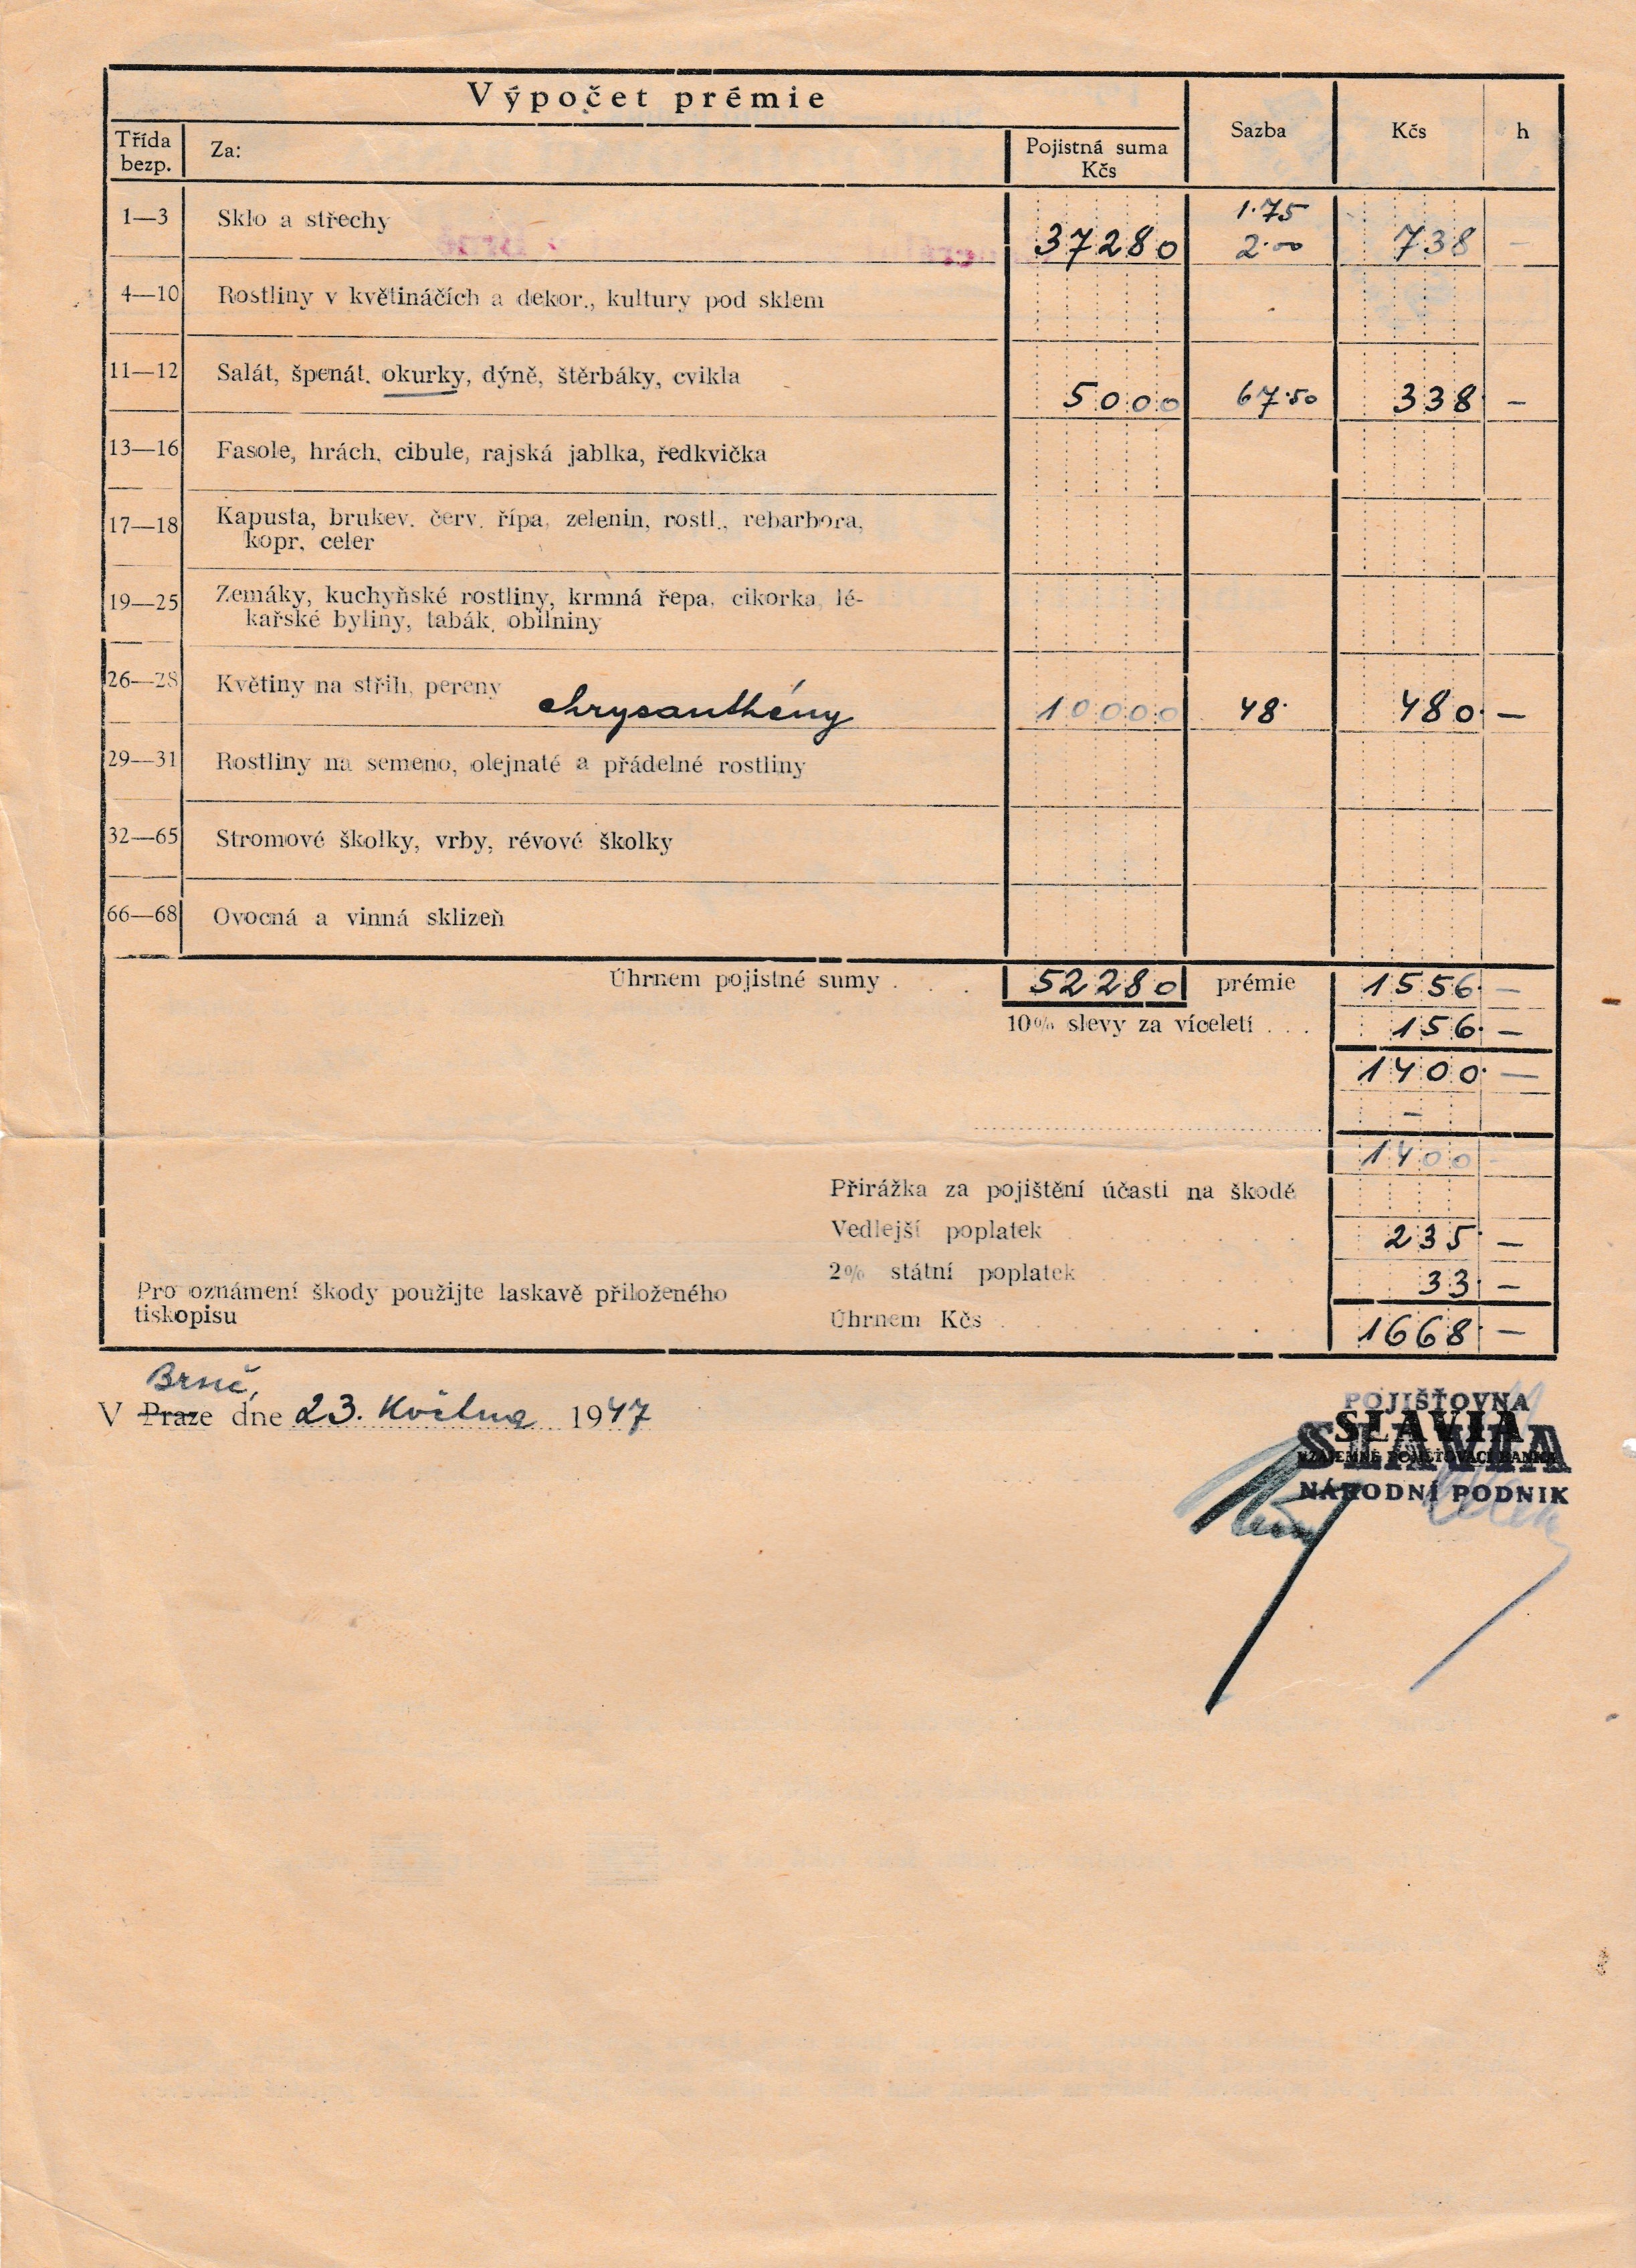 Výpočet prémie
Třída bezp. Za: Pojistná suma Kčs Sazba Kčs h
1—3 Sklo a střechy 37280 1·75 2·00 738 —
4—10 Rostliny v květináčích a dekor., kultury pod sklem
11—12 Salát, špenát. okurky, dýně, štěrbáky, cvikla 5000 67·50 338 —
13—16 Fasole, hrách, cibule, rajská jablka, ředkvička
17—18 Kapusta, brukev. červ. řípa, zelenin, rostl., rebarbora,
kopr, celer
19—25 Zemáky, kuchyňské rostliny, krmná řepa, cikorka, lé-
kařské byliny, tabák, obilniny
26—28 Květiny na střih, pereny chrysanthémy 10000 48· 480·—
29—31 Rostliny na semeno, olejnaté a přádelné rostliny
32—65 Stromové školky, vrby, révové školky
66—68 Ovocná a vinná sklizeň
Úhrnem pojistné sumy . . . 52280 prémie 1556·—
10% slevy za víceletí . . . 156·—
1400·—
—
1400 —
Přirážka za pojištění účasti na škodě
Vedlejší poplatek 235·—
2% státní poplatek 33 —
Pro oznámení škody použijte laskavě přiloženého
tiskopisu
Úhrnem Kčs 1668·—
Brně,
V Praze dne 23. května 1947
POJIŠŤOVNA
SLAVIA
SLAVIA
VZÁJEMNĚ POJIŠŤOVACÍ BANKA
NÁRODNÍ PODNIK